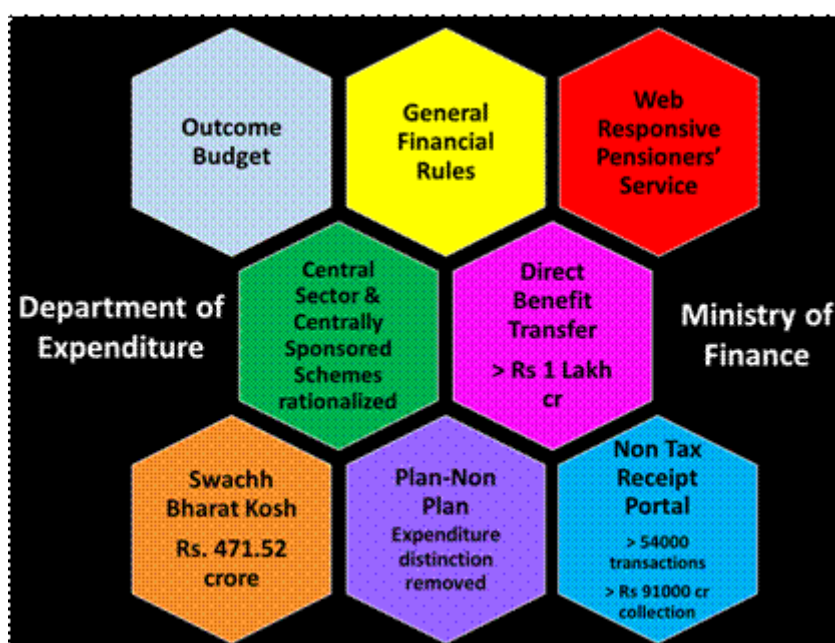 Outcome
Budget
General
Financial
Rules
Web
Responsive
Pensioners'
Service
Department of
Expenditure
Central
Sector &
Centrally
Sponsored
Schemes
rationalized
Direct
Benefit
Transfer
> Rs 1 Lakh
cr
Ministry of
Finance
Swachh
Bharat Kosh
Rs. 471.52
crore
Plan-Non
Plan
Expenditure
distinction
removed
Non Tax
Receipt
Portal
> 54000
transactions
> Rs 91000 cr
collection